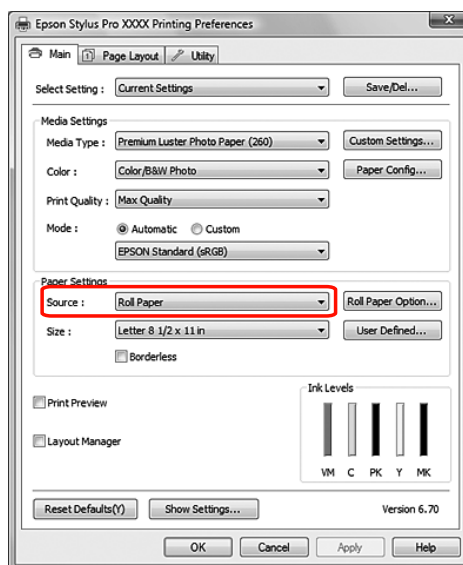 Epson Stylus Pro XXXX Printing Preferences
X
Main Page Layout Utility
Select Setting : Current Settings Save/Del...
Media Settings
Media Type : Premium Luster Photo Paper (260) Custom Settings...
Color : Color/B&W Photo Paper Config...
Print Quality : Max Quality
Mode : Automatic Custom
EPSON Standard (sRGB)
Paper Settings
Source : Roll Paper Roll Paper Option...
Size : Letter 8 1/2 x 11 in User Defined...
Borderless
Ink Levels
Print Preview
Layout Manager
VM C PK Y MK
Reset Defaults(Y) Show Settings... Version 6.70
OK Cancel Apply Help